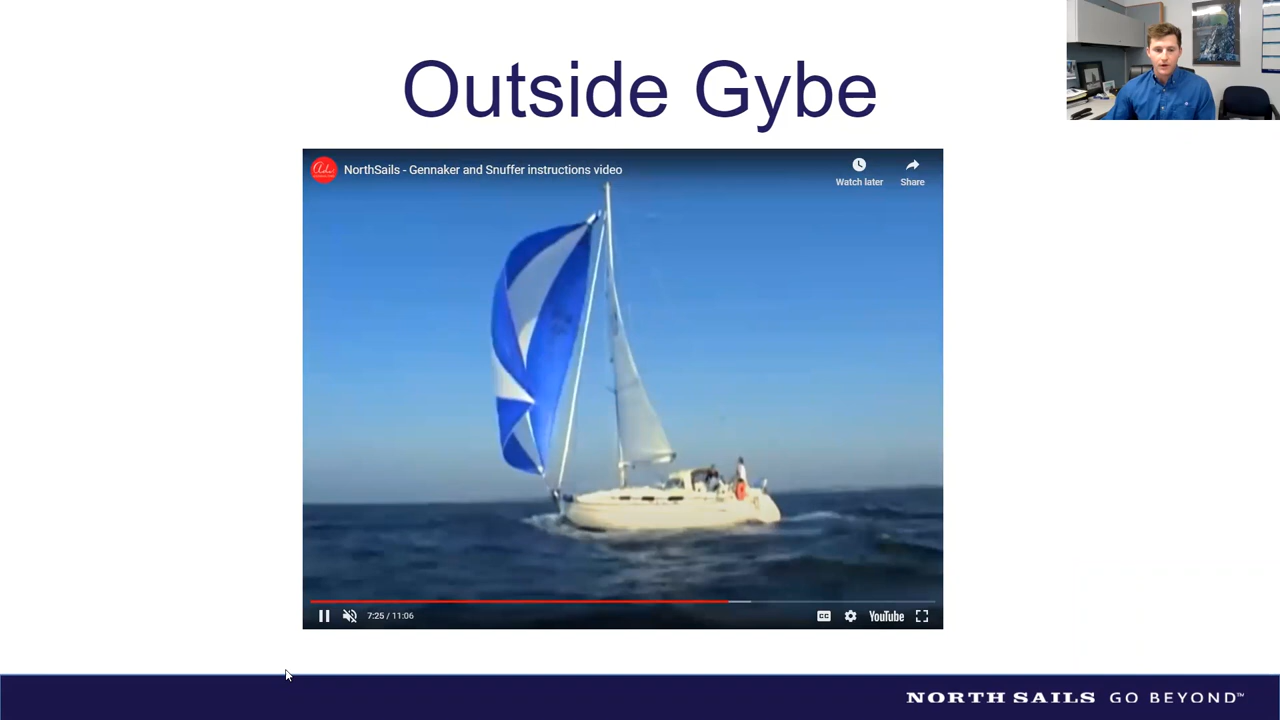 Outside Gybe
NorthSails - Gennaker and Snuffer instructions video
Watch later
Share
7:25 / 11:06
CC
YouTube
NORTH SAILS GO BEYOND™